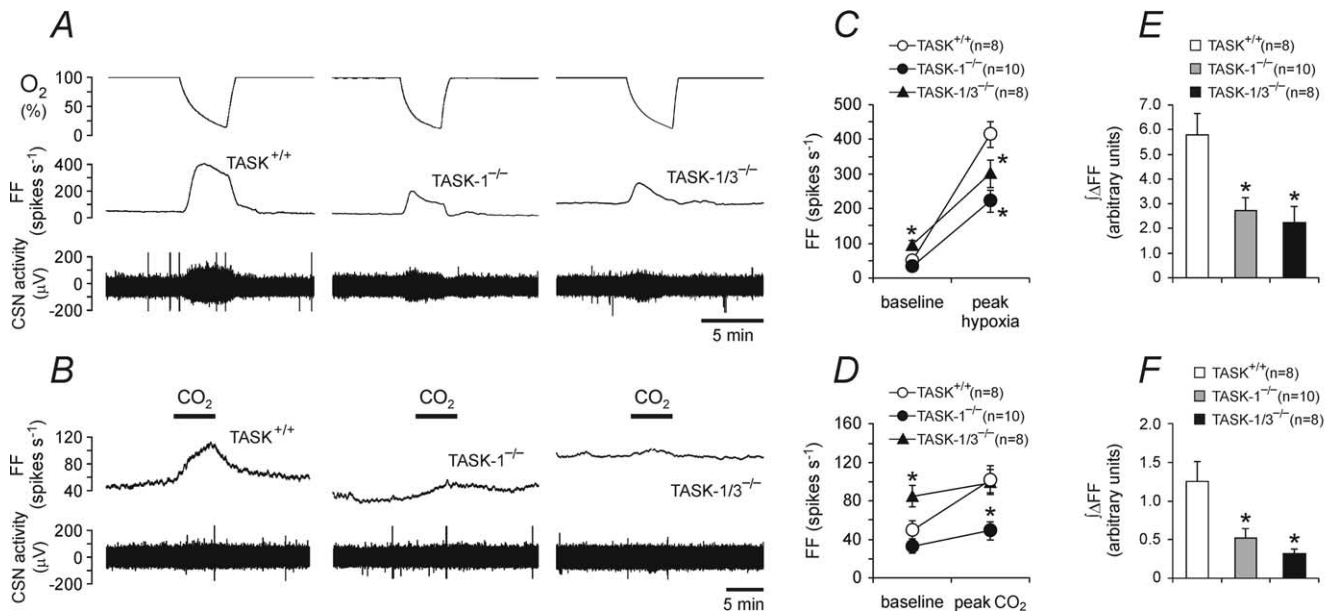 A
O2
(%)
100
50
0
FF
(spikes s−1)
400
200
0
TASK+/+
TASK-1−/−
TASK-1/3−/−
CSN activity
(μV)
200
0
-200
5 min
B
CO2
CO2
CO2
FF
(spikes s−1)
120
80
40
TASK+/+
TASK-1−/−
TASK-1/3−/−
CSN activity
(μV)
200
0
-200
5 min
C
TASK+/+(n=8)
TASK-1−/−(n=10)
TASK-1/3−/−(n=8)
FF (spikes s−1)
500
400
300
200
100
0
*
*
*
baseline
peak
hypoxia
D
TASK+/+(n=8)
TASK-1−/−(n=10)
TASK-1/3−/−(n=8)
FF (spikes s−1)
160
120
80
40
0
*
*
baseline
peak CO2
E
TASK+/+(n=8)
TASK-1−/−(n=10)
TASK-1/3−/−(n=8)
∫ΔFF
(arbitrary units)
6.0
5.0
4.0
3.0
2.0
1.0
0
*
*
F
TASK+/+(n=8)
TASK-1−/−(n=10)
TASK-1/3−/−(n=8)
∫ΔFF
(arbitrary units)
2.0
1.5
1.0
0.5
0
*
*